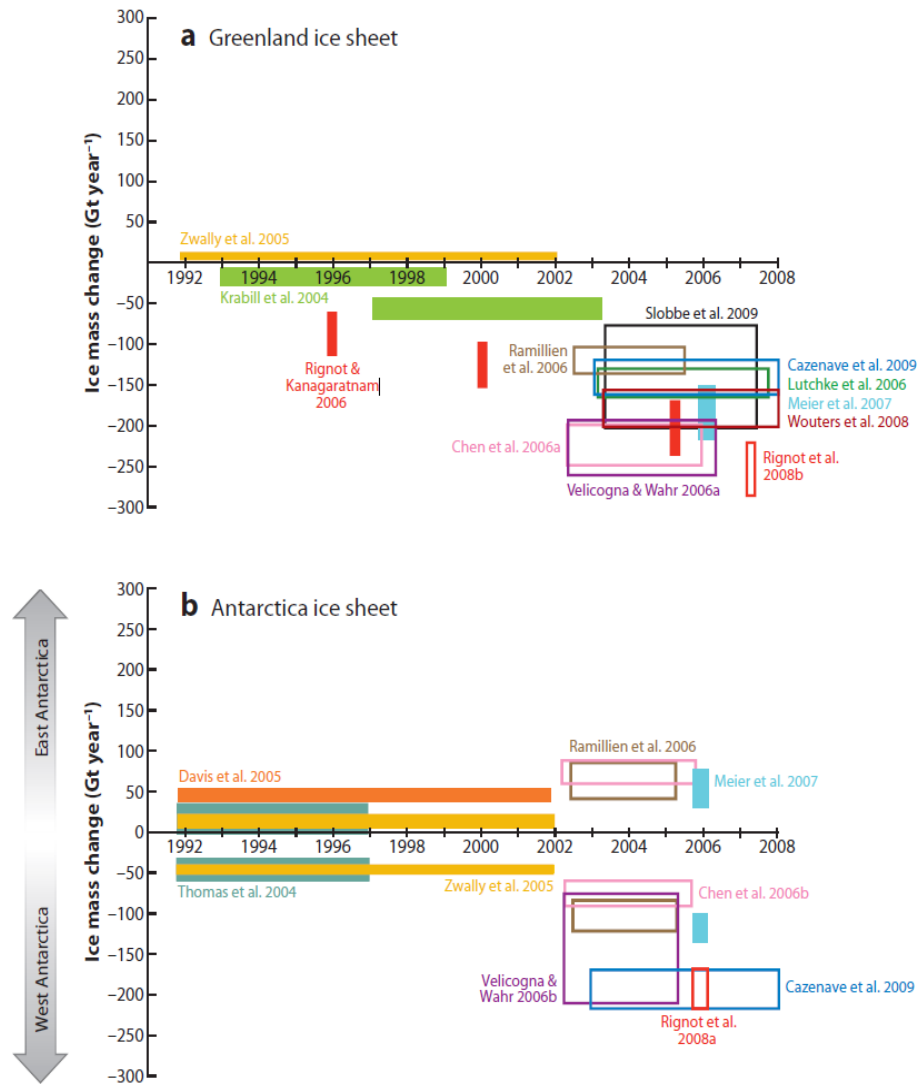 a Greenland ice sheet
Ice mass change (Gt year⁻¹)
300
250
200
150
100
50
Zwally et al. 2005
1992 1994 1996 1998 2000 2002 2004 2006 2008
Krabill et al. 2004
−50
−100
−150
−200
−250
−300
Rignot &
Kanagaratnam
2006
Slobbe et al. 2009
Ramillien
et al. 2006
Cazenave et al. 2009
Lutchke et al. 2006
Meier et al. 2007
Wouters et al. 2008
Chen et al. 2006a
Rignot et al.
2008b
Velicogna & Wahr 2006a
b Antarctica ice sheet
East Antarctica
West Antarctica
Ice mass change (Gt year⁻¹)
300
250
200
150
100
50
0
Ramillien et al. 2006
Davis et al. 2005
Meier et al. 2007
1992 1994 1996 1998 2000 2002 2004 2006 2008
−50
−100
−150
−200
−250
−300
Thomas et al. 2004
Zwally et al. 2005
Chen et al. 2006b
Velicogna &
Wahr 2006b
Cazenave et al. 2009
Rignot et al.
2008a